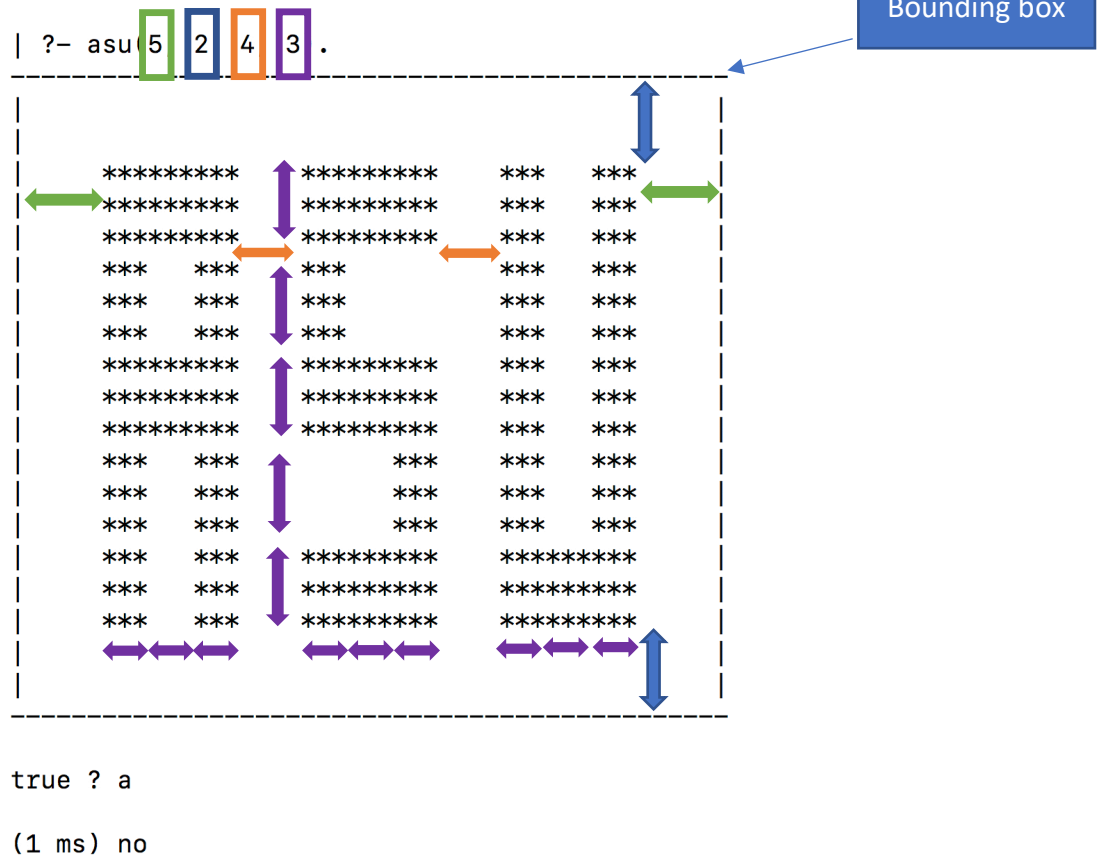 Bounding box
| ?- asu(5 2 4 3 .
-----------------------------------------------
|                                             |
|                                             |
|     *********    *********    ***   ***     |
|     *********    *********    ***   ***     |
|     *********    *********    ***   ***     |
|     ***   ***    ***          ***   ***     |
|     ***   ***    ***          ***   ***     |
|     ***   ***    ***          ***   ***     |
|     *********    *********    ***   ***     |
|     *********    *********    ***   ***     |
|     *********    *********    ***   ***     |
|     ***   ***          ***    ***   ***     |
|     ***   ***          ***    ***   ***     |
|     ***   ***          ***    ***   ***     |
|     ***   ***    *********    *********     |
|     ***   ***    *********    *********     |
|     ***   ***    *********    *********     |
|                                             |
|                                             |
-----------------------------------------------
true ? a
(1 ms) no